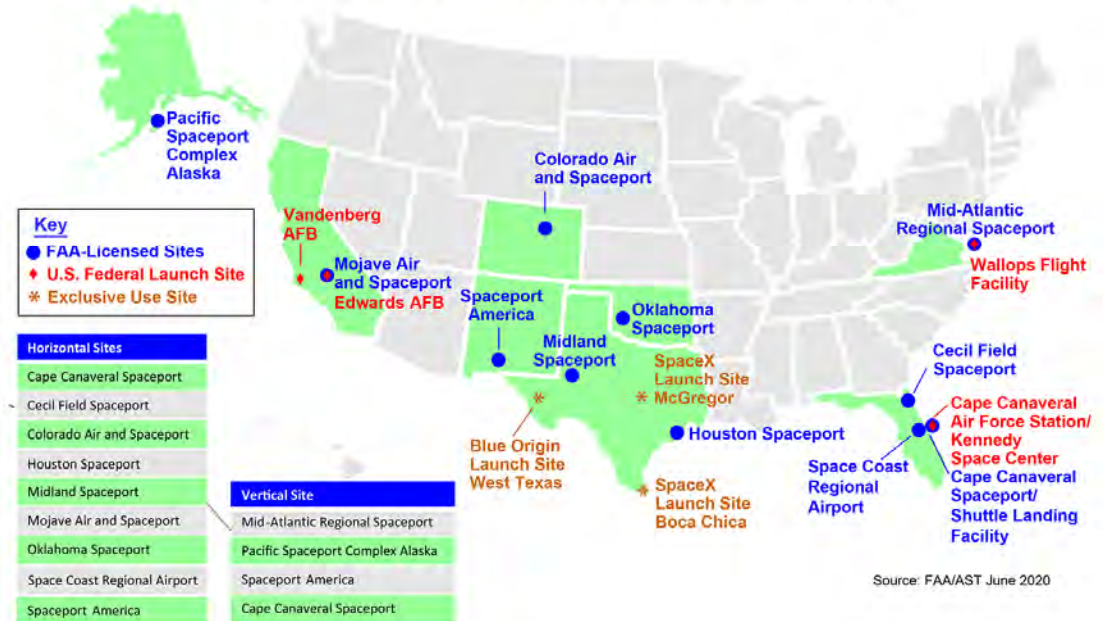 Pacific
Spaceport
Complex
Alaska
Colorado Air
and Spaceport
Mid-Atlantic
Regional Spaceport
Wallops Flight
Facility
Key
FAA-Licensed Sites
U.S. Federal Launch Site
Exclusive Use Site
Vandenberg
AFB
Mojave Air
and Spaceport
Edwards AFB
Spaceport
America
Midland
Spaceport
Oklahoma
Spaceport
SpaceX
Launch Site
McGregor
Cecil Field
Spaceport
Blue Origin
Launch Site
West Texas
Houston Spaceport
SpaceX
Launch Site
Boca Chica
Space Coast
Regional
Airport
Cape Canaveral
Air Force Station/
Kennedy
Space Center
Cape Canaveral
Spaceport/
Shuttle Landing
Facility
Horizontal Sites
Cape Canaveral Spaceport
Cecil Field Spaceport
Colorado Air and Spaceport
Houston Spaceport
Midland Spaceport
Mojave Air and Spaceport
Oklahoma Spaceport
Space Coast Regional Airport
Spaceport America
Vertical Site
Mid-Atlantic Regional Spaceport
Pacific Spaceport Complex Alaska
Spaceport America
Cape Canaveral Spaceport
Source: FAA/AST June 2020